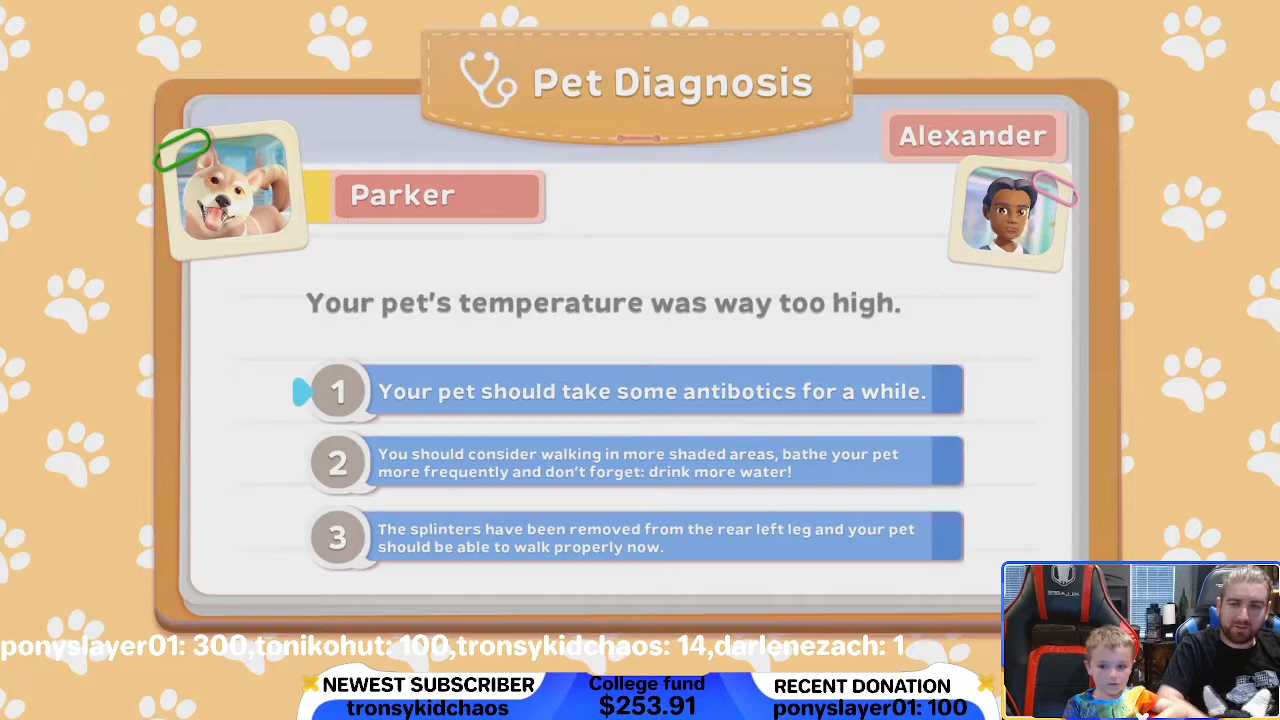 Pet Diagnosis
Alexander
Parker
Your pet's temperature was way too high.
1 Your pet should take some antibotics for a while.
2 You should consider walking in more shaded areas, bathe your pet
more frequently and don't forget: drink more water!
3 The splinters have been removed from the rear left leg and your pet
should be able to walk properly now.
ponyslayer01: 300,tonikohut: 100,tronsykidchaos: 14,darlenezach: 1
NEWEST SUBSCRIBER
tronsykidchaos
College fund
$253.91
RECENT DONATION
ponyslayer01: 100